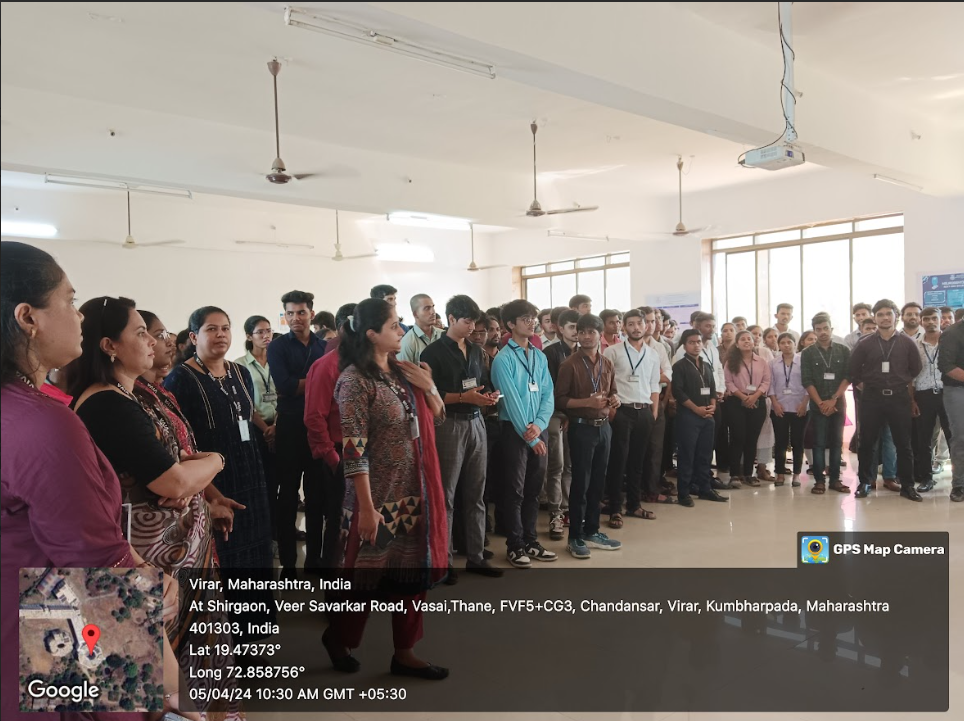 GPS Map Camera
Virar, Maharashtra, India
At Shirgaon, Veer Savarkar Road, Vasai,Thane, FVF5+CG3, Chandansar, Virar, Kumbharpada, Maharashtra
401303, India
Lat 19.47373°
Long 72.858756°
05/04/24 10:30 AM GMT +05:30
Google